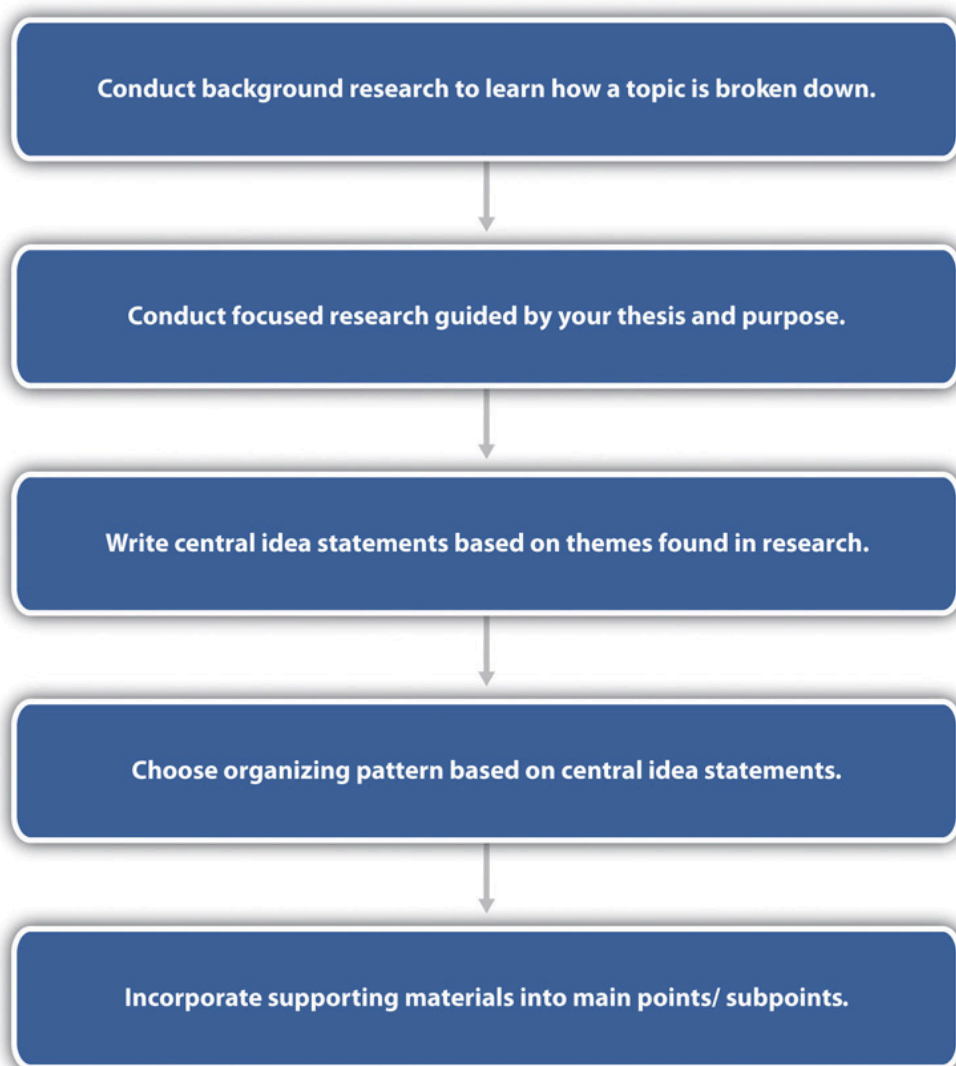 Conduct background research to learn how a topic is broken down.
Conduct focused research guided by your thesis and purpose.
Write central idea statements based on themes found in research.
Choose organizing pattern based on central idea statements.
Incorporate supporting materials into main points/ subpoints.